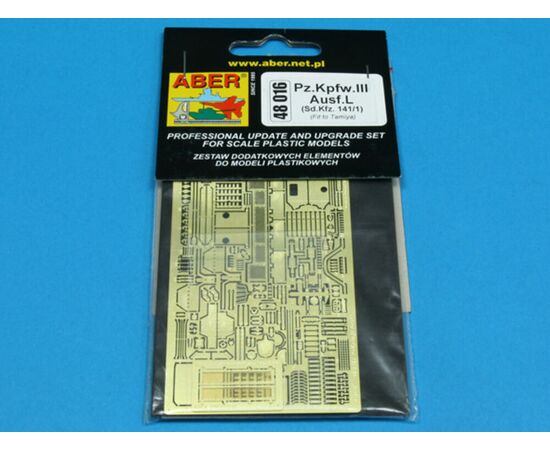 www.aber.net.pl
ABER®
SINCE 1995
48 016
Pz.Kpfw.III
Ausf.L
(Sd.Kfz. 141/1)
(Fit to Tamiya)
PROFESSIONAL UPDATE AND UPGRADE SET
FOR SCALE PLASTIC MODELS
ZESTAW DODATKOWYCH ELEMENTÓW
DO MODELI PLASTIKOWYCH